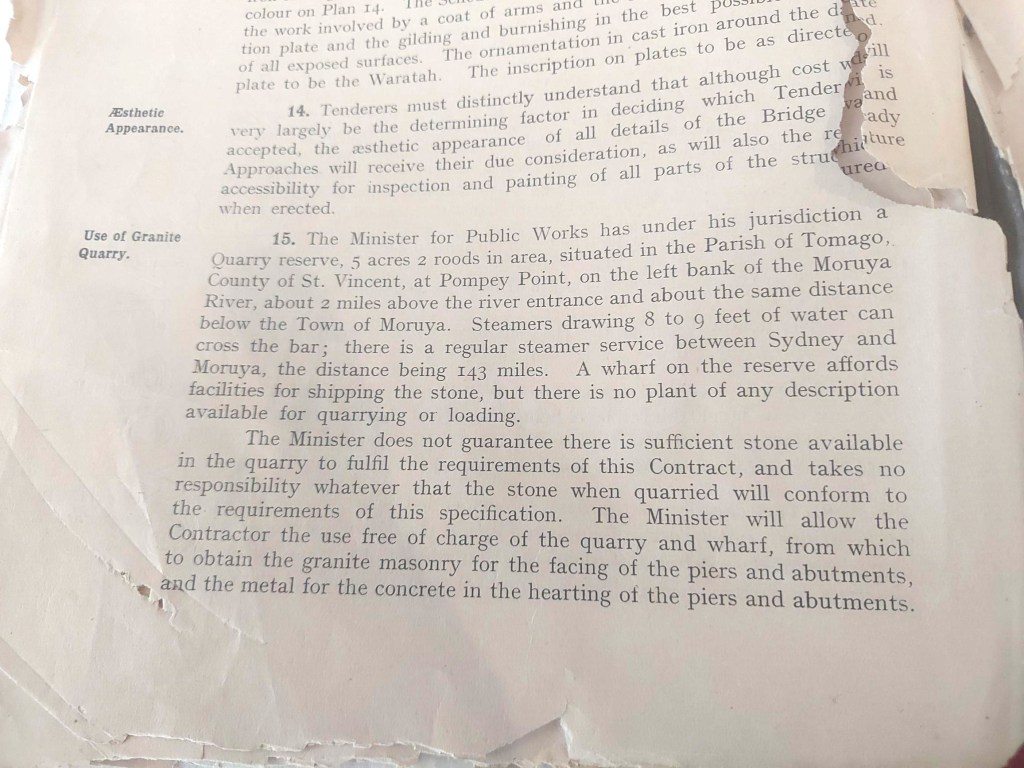 colour on Plan 14. The
the work involved by a coat of arms and the
tion plate and the gilding and burnishing in the best
of all exposed surfaces. The ornamentation in cast iron around the
plate to be the Waratah. The inscription on plates to be as
Æsthetic Appearance.
14. Tenderers must distinctly understand that although cost will
very largely be the determining factor in deciding which Tender is
accepted, the æsthetic appearance of all details of the Bridge and
Approaches will receive their due consideration, as will also the
accessibility for inspection and painting of all parts of the
when erected.
Use of Granite
Quarry.
15. The Minister for Public Works has under his jurisdiction a
Quarry reserve, 5 acres 2 roods in area, situated in the Parish of Tomago,
County of St. Vincent, at Pompey Point, on the left bank of the Moruya
River, about 2 miles above the river entrance and about the same distance
below the Town of Moruya. Steamers drawing 8 to 9 feet of water can
cross the bar; there is a regular steamer service between Sydney and
Moruya, the distance being 143 miles. A wharf on the reserve affords
facilities for shipping the stone, but there is no plant of any description
available for quarrying or loading.
The Minister does not guarantee there is sufficient stone available
in the quarry to fulfil the requirements of this Contract, and takes no
responsibility whatever that the stone when quarried will conform to
the requirements of this specification. The Minister will allow the
Contractor the use free of charge of the quarry and wharf, from which
to obtain the granite masonry for the facing of the piers and abutments,
and the metal for the concrete in the hearting of the piers and abutments.